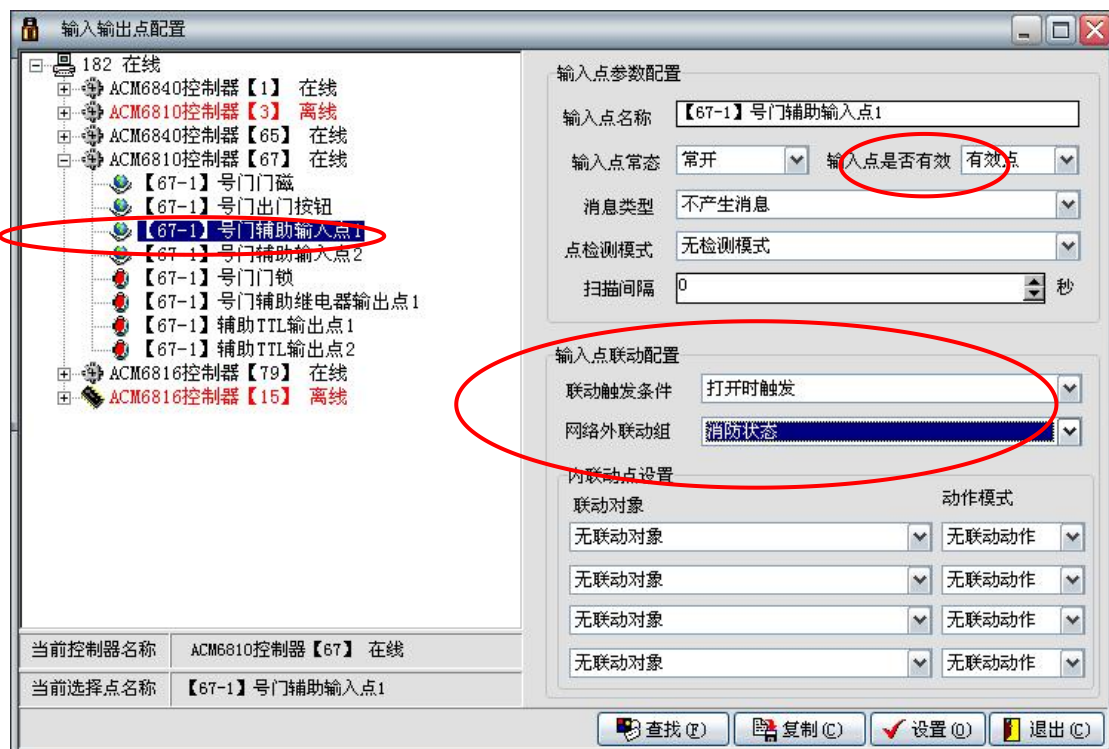 输入输出点配置
182 在线
ACM6840控制器【1】 在线
ACM6810控制器【3】 离线
ACM6840控制器【65】 在线
ACM6810控制器【67】 在线
【67-1】号门门磁
【67-1】号门出门按钮
【67-1】号门辅助输入点1
【67-1】号门辅助输入点2
【67-1】号门门锁
【67-1】号门辅助继电器输出点1
【67-1】辅助TTL输出点1
【67-1】辅助TTL输出点2
ACM6816控制器【79】 在线
ACM6816控制器【15】 离线
当前控制器名称 ACM6810控制器【67】 在线
当前选择点名称 【67-1】号门辅助输入点1
输入点参数配置
输入点名称 【67-1】号门辅助输入点1
输入点常态 常开 输入点是否有效 有效点
消息类型 不产生消息
点检测模式 无检测模式
扫描间隔 0 秒
输入点联动配置
联动触发条件 打开时触发
网络外联动组 消防状态
内联动点设置
联动对象 动作模式
无联动对象 无联动动作
无联动对象 无联动动作
无联动对象 无联动动作
无联动对象 无联动动作
查找(F) 复制(C) 设置(O) 退出(C)